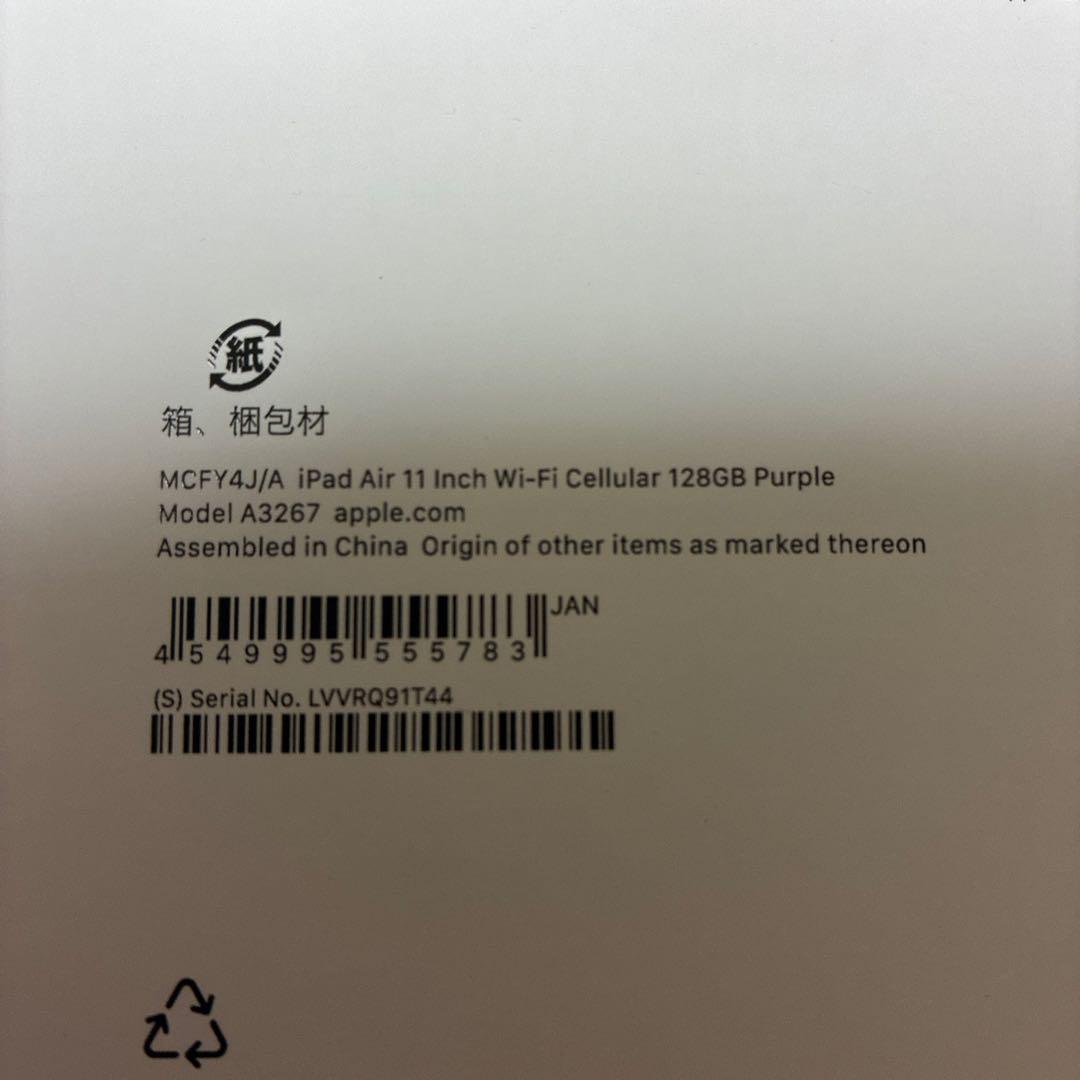 紙
箱、梱包材
MCFY4J/A iPad Air 11 Inch Wi-Fi Cellular 128GB Purple
Model A3267 apple.com
Assembled in China Origin of other items as marked thereon
JAN
4 549995 555783
(S) Serial No. LVVRQ91T44